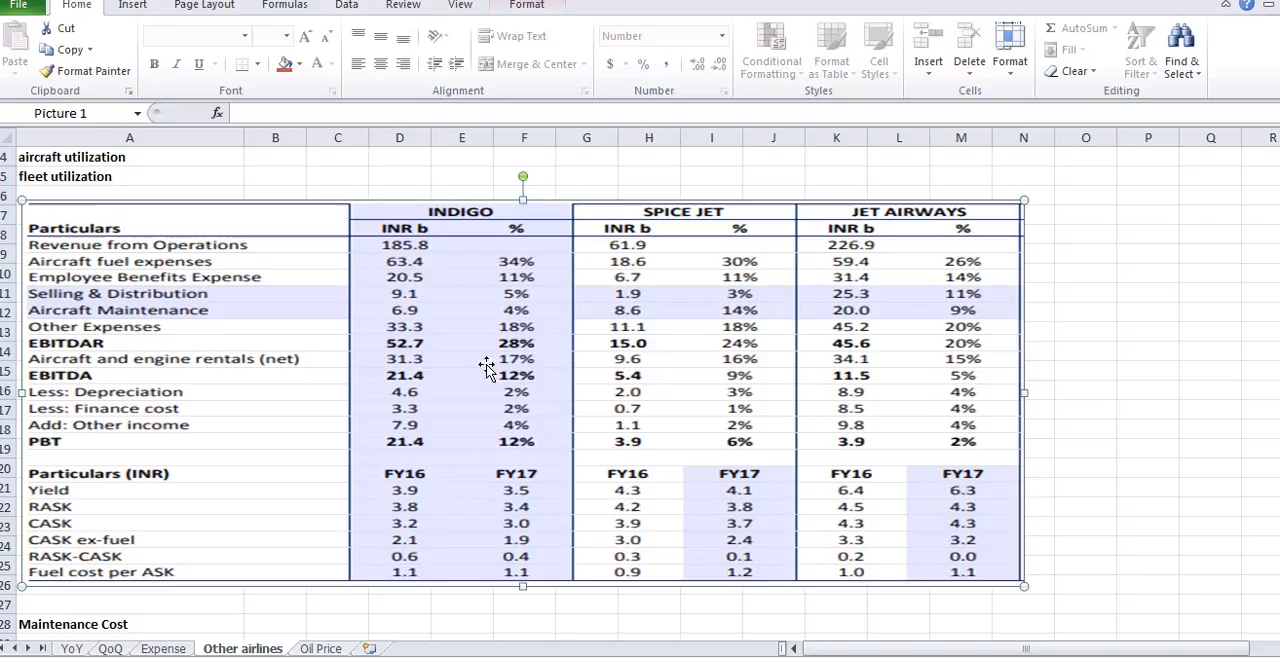 File Home Insert Page Layout Formulas Data Review View Format
Cut
Copy
Format Painter
Paste
Wrap Text
Merge & Center
Number
$ % ,
B I U A
Conditional Formatting
Format as Table
Cell Styles
Insert Delete Format
Σ AutoSum
Fill
Clear
Sort & Filter
Find & Select
Clipboard Font Alignment Number Styles Cells Editing
Picture 1 fx
A B C D E F G H I J K L M N O P Q R
4 aircraft utilization
5 fleet utilization
6
7 INDIGO SPICE JET JET AIRWAYS
8 Particulars INR b % INR b % INR b %
9 Revenue from Operations 185.8 61.9 226.9
10 Aircraft fuel expenses 63.4 34% 18.6 30% 59.4 26%
Employee Benefits Expense 20.5 11% 6.7 11% 31.4 14%
11 Selling & Distribution 9.1 5% 1.9 3% 25.3 11%
12 Aircraft Maintenance 6.9 4% 8.6 14% 20.0 9%
13 Other Expenses 33.3 18% 11.1 18% 45.2 20%
14 EBITDAR 52.7 28% 15.0 24% 45.6 20%
Aircraft and engine rentals (net) 31.3 17% 9.6 16% 34.1 15%
15 EBITDA 21.4 12% 5.4 9% 11.5 5%
16 Less: Depreciation 4.6 2% 2.0 3% 8.9 4%
17 Less: Finance cost 3.3 2% 0.7 1% 8.5 4%
18 Add: Other income 7.9 4% 1.1 2% 9.8 4%
19 PBT 21.4 12% 3.9 6% 3.9 2%
20 Particulars (INR) FY16 FY17 FY16 FY17 FY16 FY17
21 Yield 3.9 3.5 4.3 4.1 6.4 6.3
22 RASK 3.8 3.4 4.2 3.8 4.5 4.3
23 CASK 3.2 3.0 3.9 3.7 4.3 4.3
24 CASK ex-fuel 2.1 1.9 3.0 2.4 3.3 3.2
25 RASK-CASK 0.6 0.4 0.3 0.1 0.2 0.0
26 Fuel cost per ASK 1.1 1.1 0.9 1.2 1.0 1.1
27
28 Maintenance Cost
YoY QoQ Expense Other airlines Oil Price